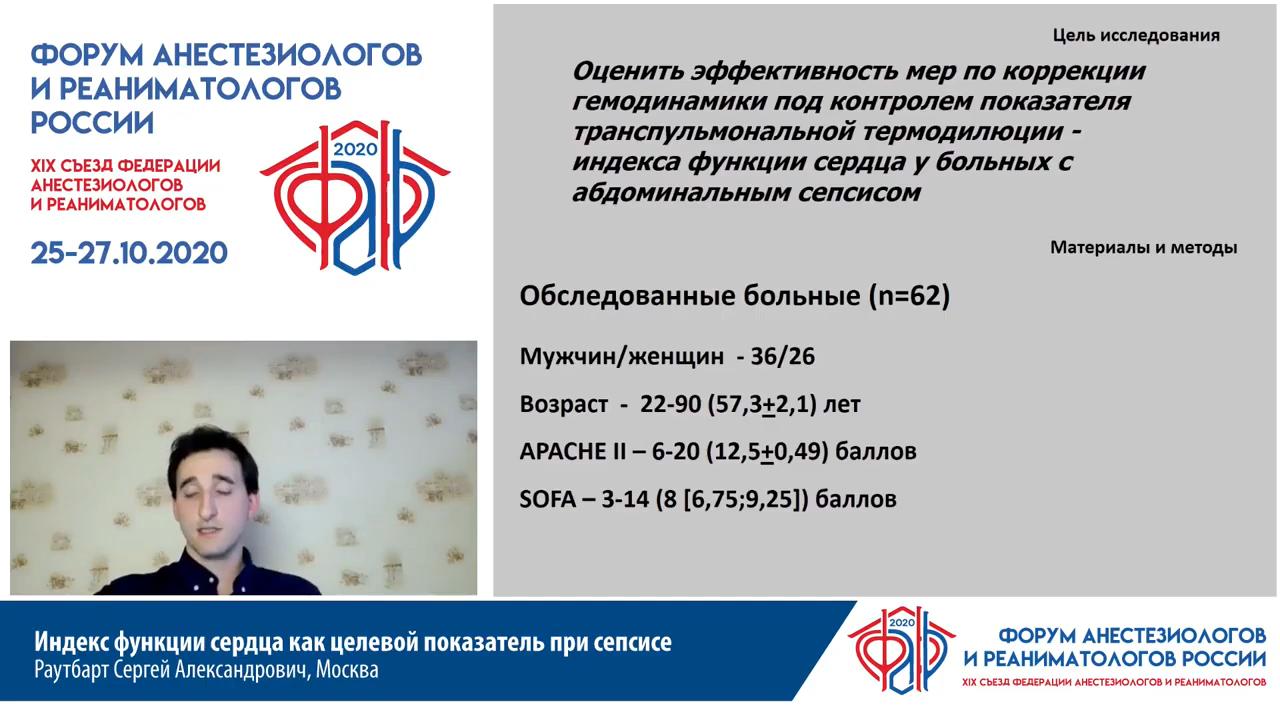 ФОРУМ АНЕСТЕЗИОЛОГОВ
И РЕАНИМАТОЛОГОВ
РОССИИ
XIX СЪЕЗД ФЕДЕРАЦИИ
АНЕСТЕЗИОЛОГОВ
И РЕАНИМАТОЛОГОВ
25-27.10.2020
2020
ФАР
Цель исследования
Оценить эффективность мер по коррекции
гемодинамики под контролем показателя
транспульмональной термодилюции -
индекса функции сердца у больных с
абдоминальным сепсисом
Материалы и методы
Обследованные больные (n=62)
Мужчин/женщин - 36/26
Возраст - 22-90 (57,3±2,1) лет
APACHE II – 6-20 (12,5±0,49) баллов
SOFA – 3-14 (8 [6,75;9,25]) баллов
Индекс функции сердца как целевой показатель при сепсисе
Раутбарт Сергей Александрович, Москва
2020
ФАР
ФОРУМ АНЕСТЕЗИОЛОГОВ
И РЕАНИМАТОЛОГОВ РОССИИ
XIX СЪЕЗД ФЕДЕРАЦИИ АНЕСТЕЗИОЛОГОВ И РЕАНИМАТОЛОГОВ